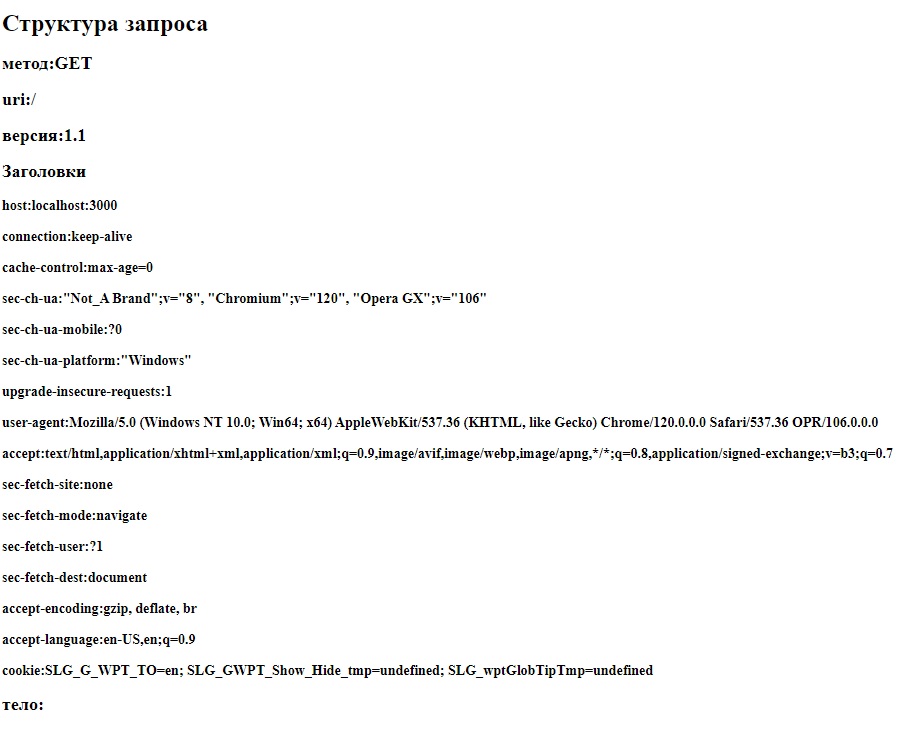 Структура запроса
метод:GET
uri:/
версия:1.1
Заголовки
host:localhost:3000
connection:keep-alive
cache-control:max-age=0
sec-ch-ua:"Not_A Brand";v="8", "Chromium";v="120", "Opera GX";v="106"
sec-ch-ua-mobile:?0
sec-ch-ua-platform:"Windows"
upgrade-insecure-requests:1
user-agent:Mozilla/5.0 (Windows NT 10.0; Win64; x64) AppleWebKit/537.36 (KHTML, like Gecko) Chrome/120.0.0.0 Safari/537.36 OPR/106.0.0.0
accept:text/html,application/xhtml+xml,application/xml;q=0.9,image/avif,image/webp,image/apng,*/*;q=0.8,application/signed-exchange;v=b3;q=0.7
sec-fetch-site:none
sec-fetch-mode:navigate
sec-fetch-user:?1
sec-fetch-dest:document
accept-encoding:gzip, deflate, br
accept-language:en-US,en;q=0.9
cookie:SLG_G_WPT_TO=en; SLG_GWPT_Show_Hide_tmp=undefined; SLG_wptGlobTipTmp=undefined
тело: